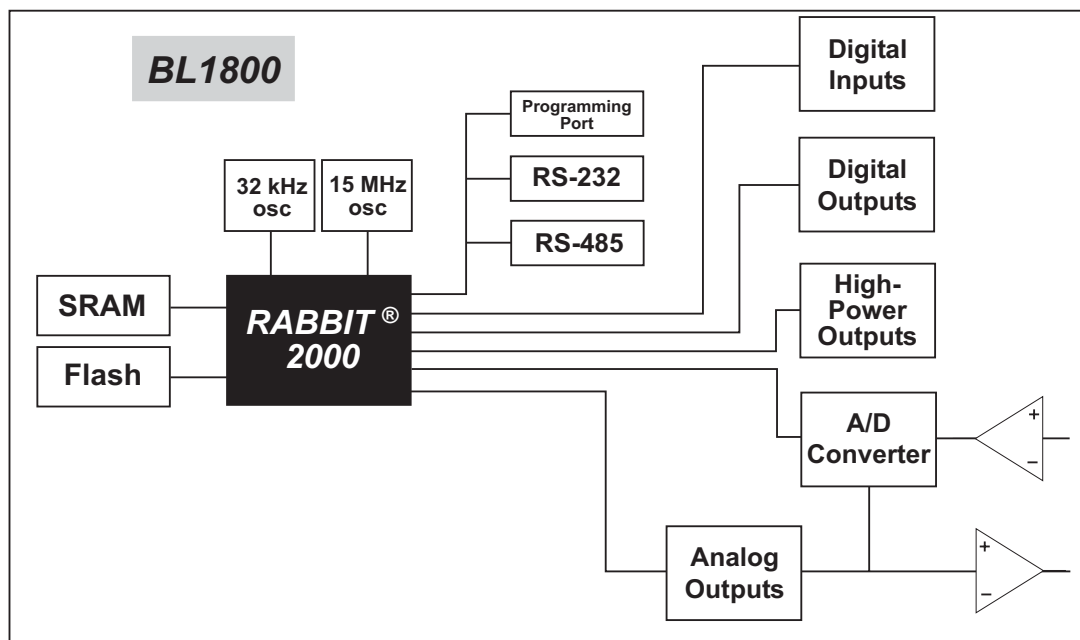 BL1800
Digital
Inputs
Programming
Port
32 kHz
osc
15 MHz
osc
RS-232
Digital
Outputs
RS-485
SRAM
RABBIT ®
2000
High-
Power
Outputs
Flash
A/D
Converter
+
–
Analog
Outputs
+
–